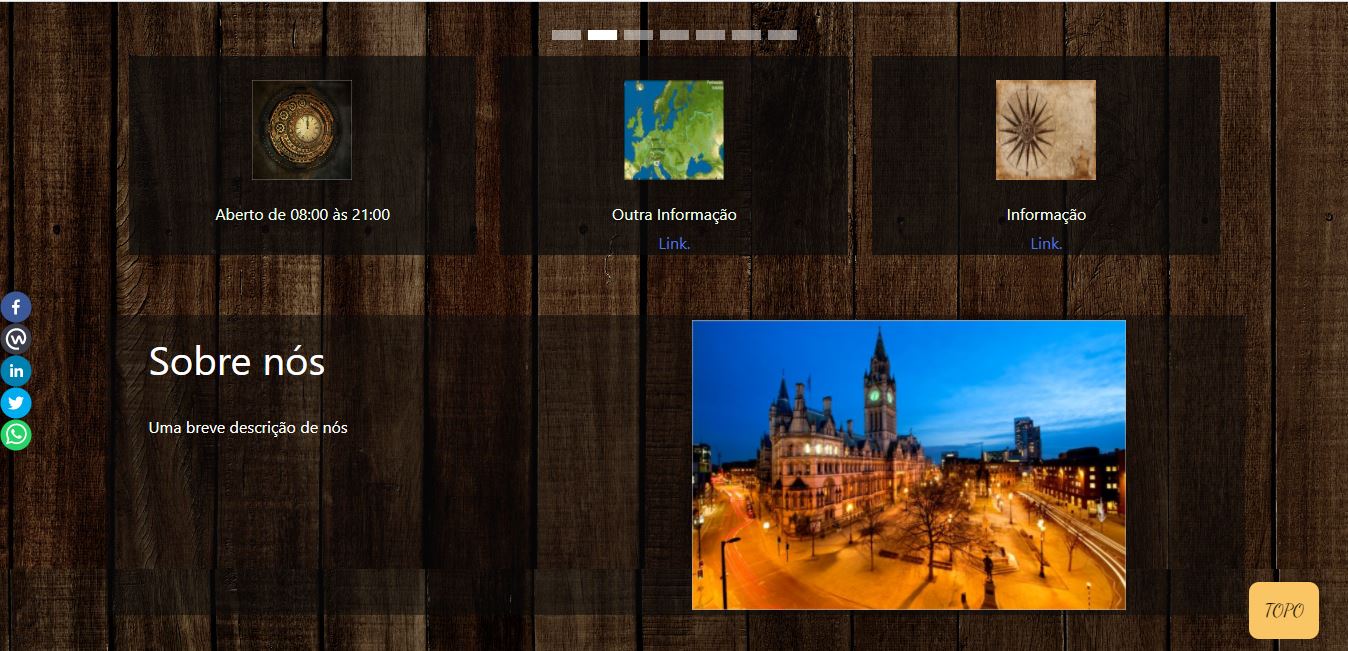 Aberto de 08:00 às 21:00
Outra Informação
Link.
Informação
Link.
Sobre nós
Uma breve descrição de nós
in
TOPO